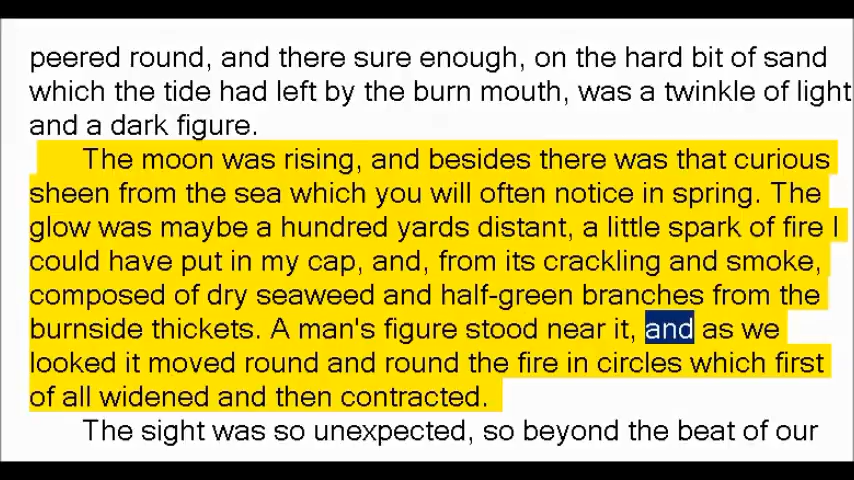 peered round, and there sure enough, on the hard bit of sand
which the tide had left by the burn mouth, was a twinkle of light
and a dark figure.
The moon was rising, and besides there was that curious
sheen from the sea which you will often notice in spring. The
glow was maybe a hundred yards distant, a little spark of fire I
could have put in my cap, and, from its crackling and smoke,
composed of dry seaweed and half-green branches from the
burnside thickets. A man's figure stood near it, and as we
looked it moved round and round the fire in circles which first
of all widened and then contracted.
The sight was so unexpected, so beyond the beat of our